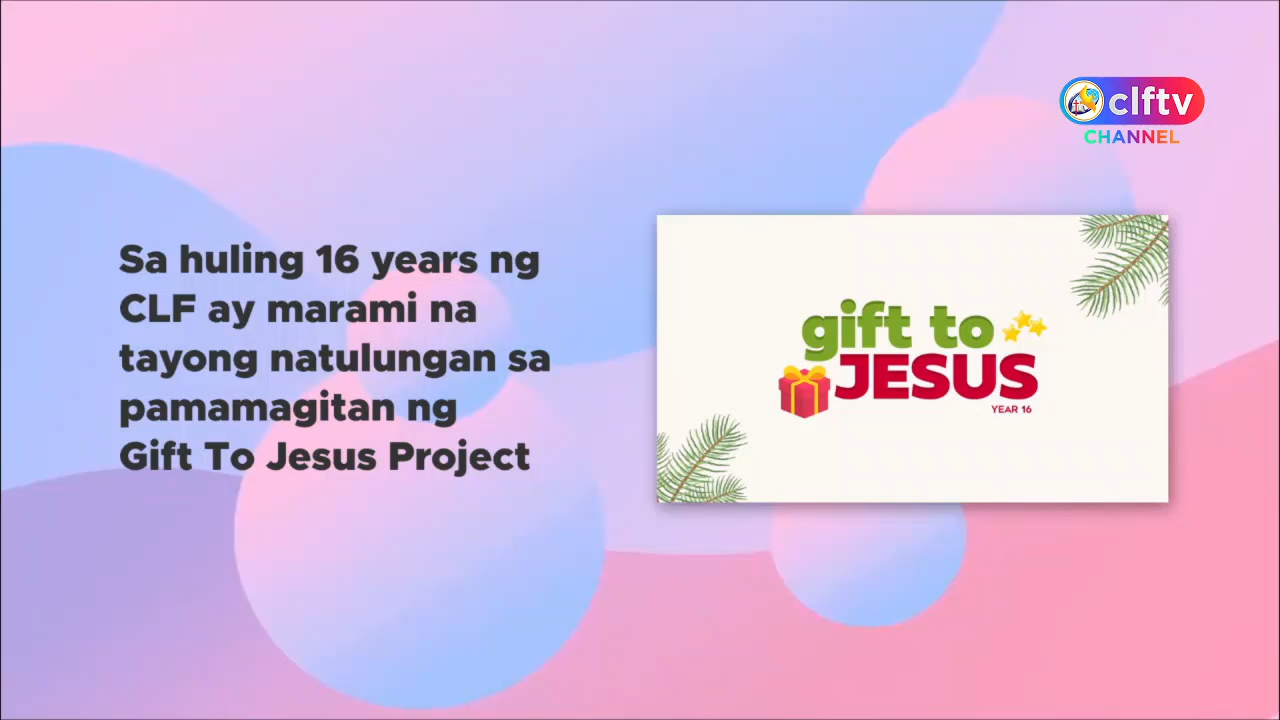 clftv
CHANNEL
Sa huling 16 years ng
CLF ay marami na
tayong natulungan sa
pamamagitan ng
Gift To Jesus Project
gift to
JESUS
YEAR 16